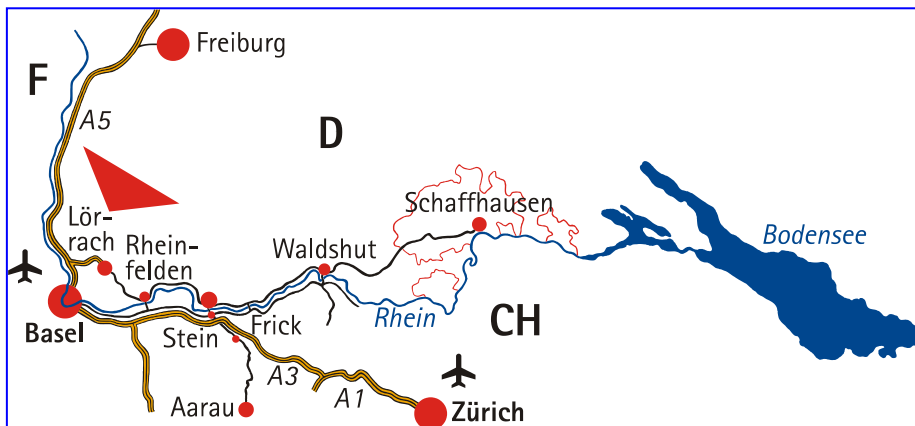 Freiburg
F
A5
D
Schaffhausen
Lör-
rach
Rhein-
felden
Waldshut
Bodensee
Rhein
CH
Basel
Stein
Frick
A3
A1
Aarau
Zürich